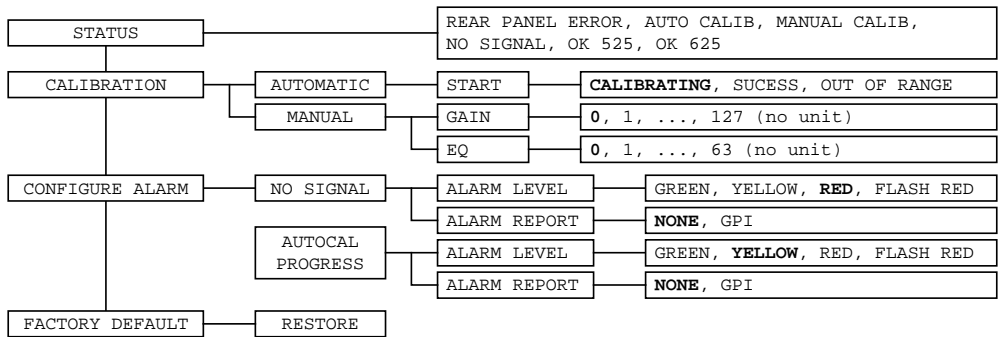 STATUS
REAR PANEL ERROR, AUTO CALIB, MANUAL CALIB,
NO SIGNAL, OK 525, OK 625
CALIBRATION
AUTOMATIC
START
CALIBRATING, SUCESS, OUT OF RANGE
MANUAL
GAIN
0, 1, ..., 127 (no unit)
EQ
0, 1, ..., 63 (no unit)
CONFIGURE ALARM
NO SIGNAL
ALARM LEVEL
GREEN, YELLOW, RED, FLASH RED
ALARM REPORT
NONE, GPI
AUTOCAL
PROGRESS
ALARM LEVEL
GREEN, YELLOW, RED, FLASH RED
ALARM REPORT
NONE, GPI
FACTORY DEFAULT
RESTORE